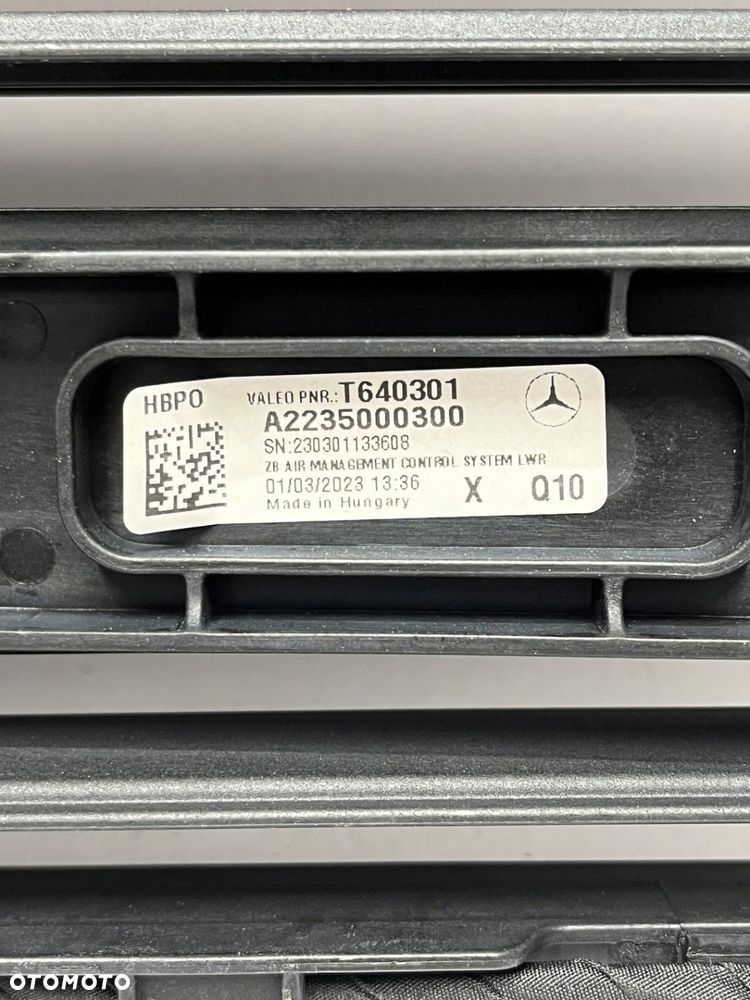 HBPO
VALEO PNR.:T640301
A2235000300
SN:230301133608
ZB AIR MANAGEMENT CONTROL SYSTEM LWR
01/03/2023 13:36 X Q10
Made in Hungary
OTOMOTO